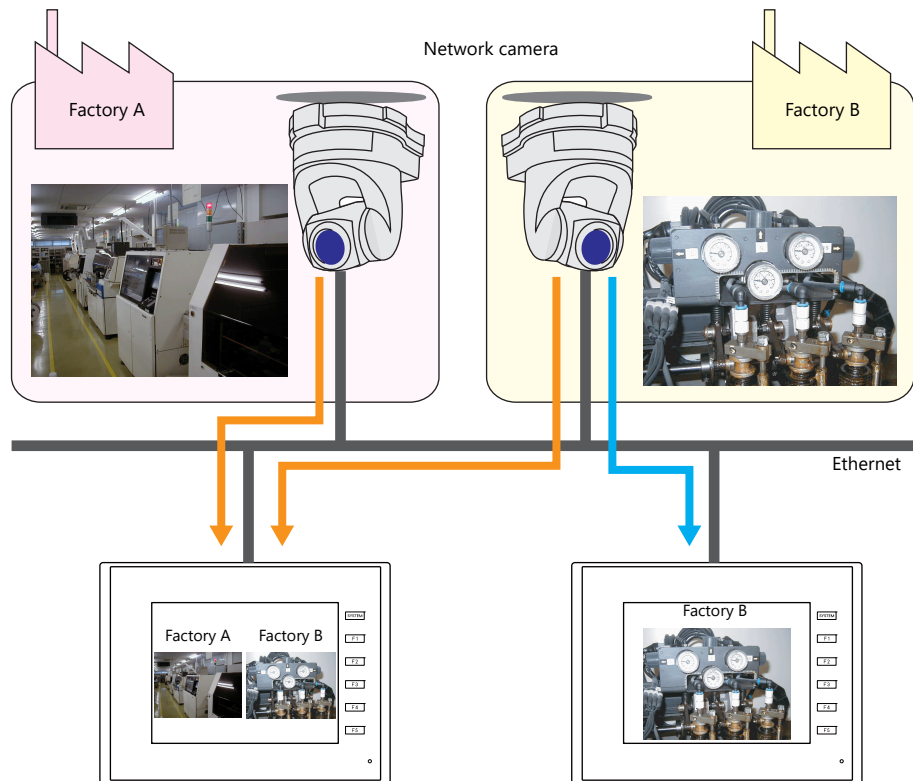 Network camera
Factory A
Factory B
Ethernet
Factory A
Factory B
SYSTEM
F1
F2
F3
F4
F5
Factory B
SYSTEM
F1
F2
F3
F4
F5